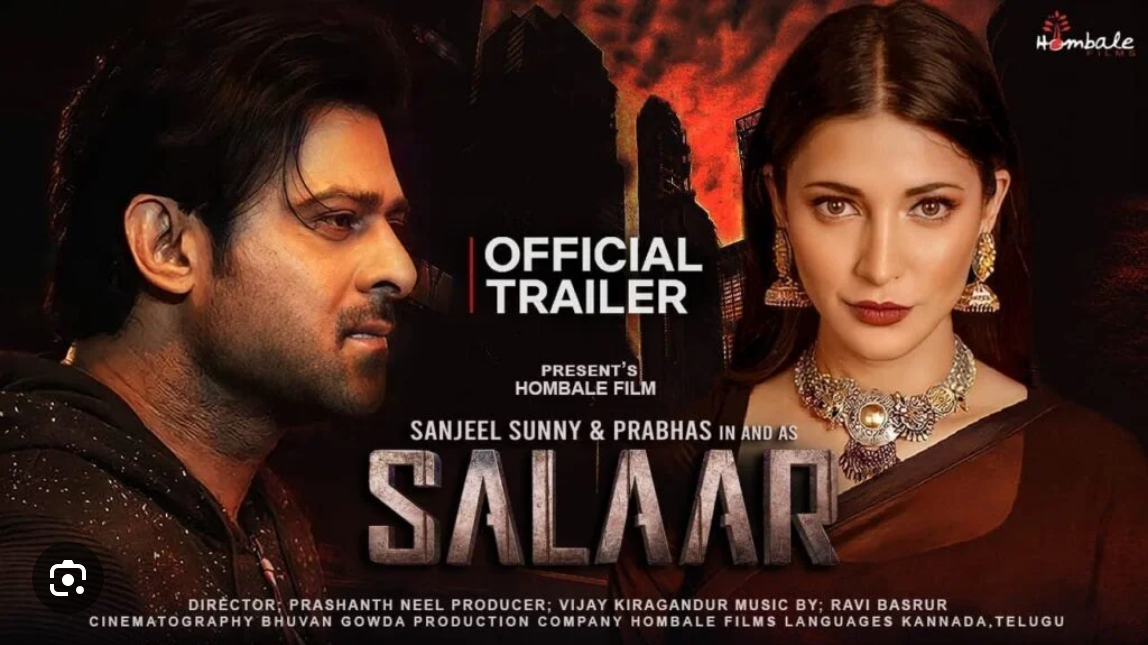 Hombale
FILMS
OFFICIAL
TRAILER
PRESENT'S
HOMBALE FILM
SANJEEL SUNNY & PRABHAS IN AND AS
SALAAR
DIRECTOR; PRASHANTH NEEL PRODUCER; VIJAY KIRAGANDUR MUSIC BY; RAVI BASRUR
CINEMATOGRAPHY BHUVAN GOWDA PRODUCTION COMPANY HOMBALE FILMS LANGUAGES KANNADA,TELUGU